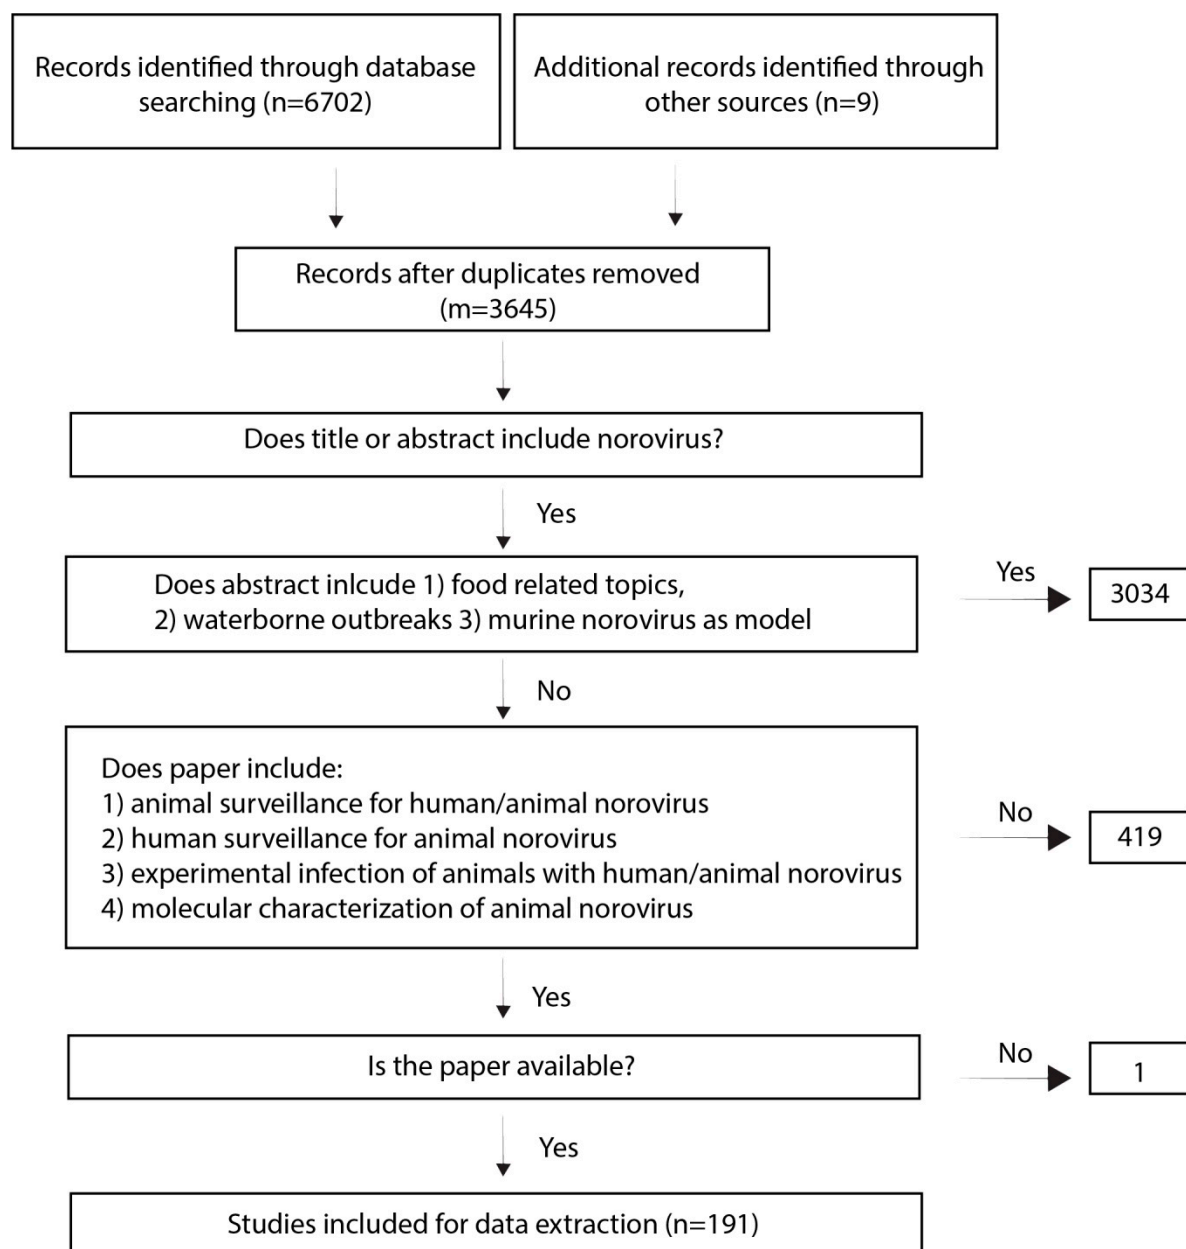 Records identified through database
searching (n=6702)
Additional records identified through
other sources (n=9)
Records after duplicates removed
(m=3645)
Does title or abstract include norovirus?
Yes
Does abstract inlcude 1) food related topics,
2) waterborne outbreaks 3) murine norovirus as model
Yes
3034
No
Does paper include:
1) animal surveillance for human/animal norovirus
2) human surveillance for animal norovirus
3) experimental infection of animals with human/animal norovirus
4) molecular characterization of animal norovirus
No
419
Yes
Is the paper available?
No
1
Yes
Studies included for data extraction (n=191)